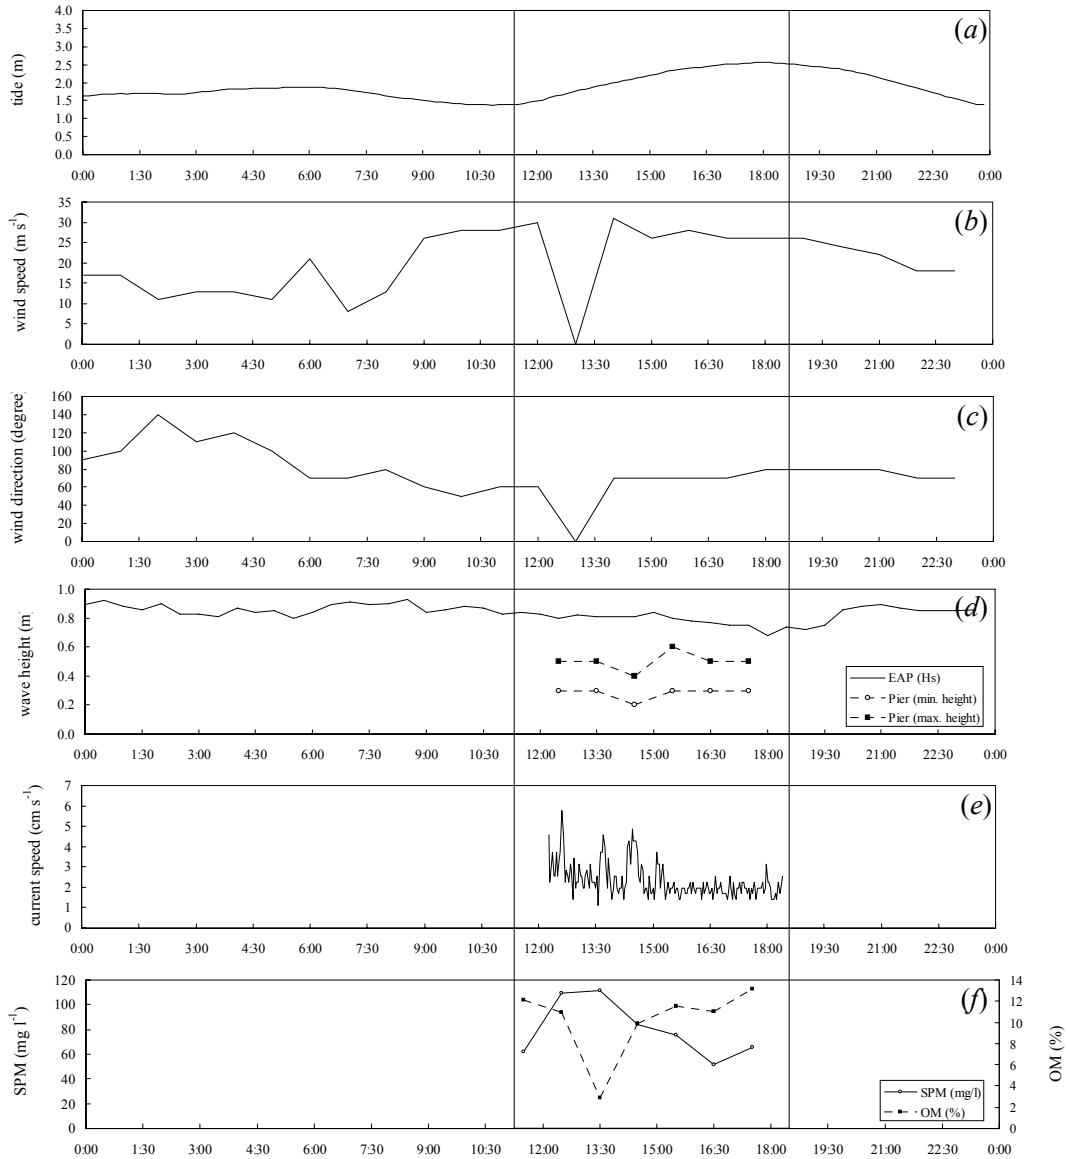 (a)
tide (m)
4.0
3.5
3.0
2.5
2.0
1.5
1.0
0.5
0.0
0:00 1:30 3:00 4:30 6:00 7:30 9:00 10:30 12:00 13:30 15:00 16:30 18:00 19:30 21:00 22:30 0:00
(b)
wind speed (m s-1)
35
30
25
20
15
10
5
0
0:00 1:30 3:00 4:30 6:00 7:30 9:00 10:30 12:00 13:30 15:00 16:30 18:00 19:30 21:00 22:30 0:00
(c)
wind direction (degree)
160
140
120
100
80
60
40
20
0
0:00 1:30 3:00 4:30 6:00 7:30 9:00 10:30 12:00 13:30 15:00 16:30 18:00 19:30 21:00 22:30 0:00
(d)
wave height (m)
1.0
0.8
0.6
0.4
0.2
0.0
EAP (Hs)
Pier (min. height)
Pier (max. height)
0:00 1:30 3:00 4:30 6:00 7:30 9:00 10:30 12:00 13:30 15:00 16:30 18:00 19:30 21:00 22:30 0:00
(e)
current speed (cm s-1)
7
6
5
4
3
2
1
0
0:00 1:30 3:00 4:30 6:00 7:30 9:00 10:30 12:00 13:30 15:00 16:30 18:00 19:30 21:00 22:30 0:00
(f)
SPM (mg l-1)
120
100
80
60
40
20
0
14
12
10
8
6
4
2
0
OM (%)
SPM (mg/l)
OM (%)
0:00 1:30 3:00 4:30 6:00 7:30 9:00 10:30 12:00 13:30 15:00 16:30 18:00 19:30 21:00 22:30 0:00